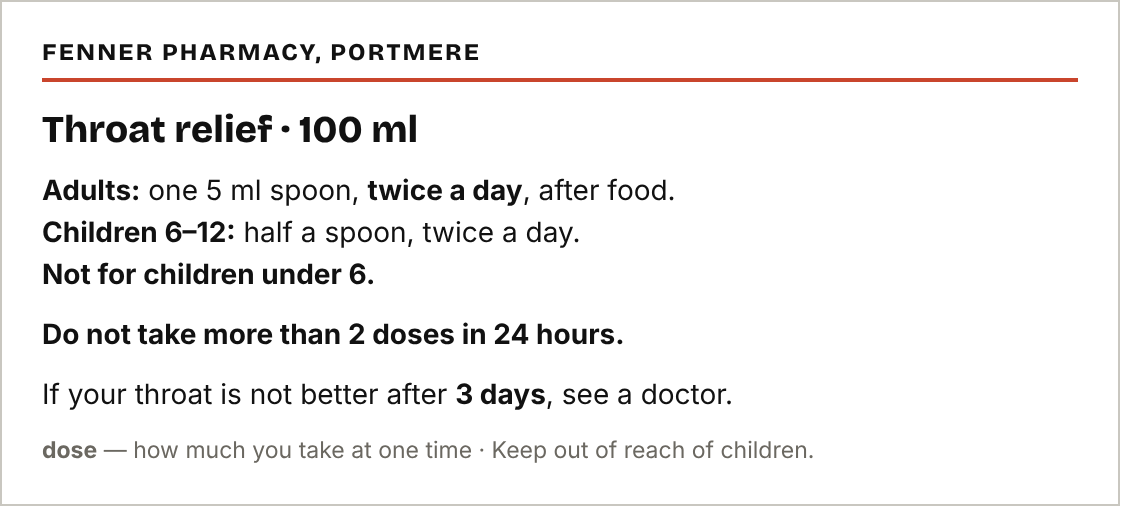 FENNER PHARMACY, PORTMERE
Throat relief · 100 ml
Adults: one 5 ml spoon, twice a day, after food.
Children 6–12: half a spoon, twice a day.
Not for children under 6.
Do not take more than 2 doses in 24 hours.
If your throat is not better after 3 days, see a doctor.
dose — how much you take at one time · Keep out of reach of children.